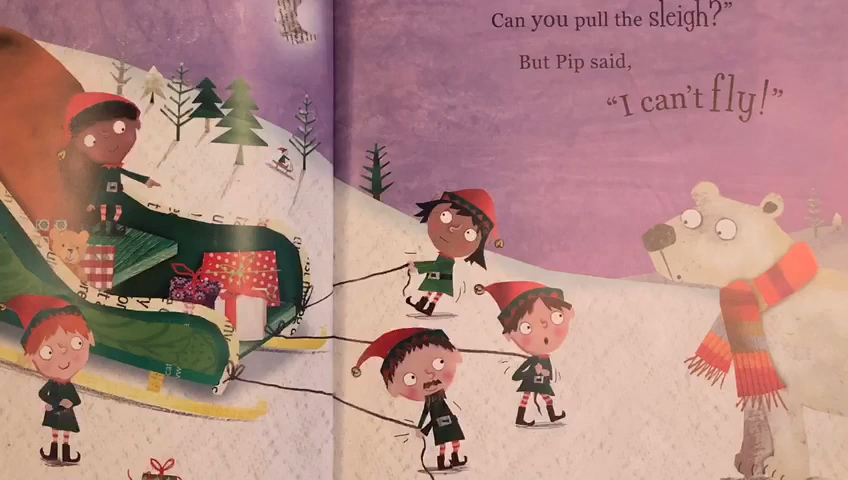 Can you pull the sleigh?”
But Pip said,
“I can’t fly!”